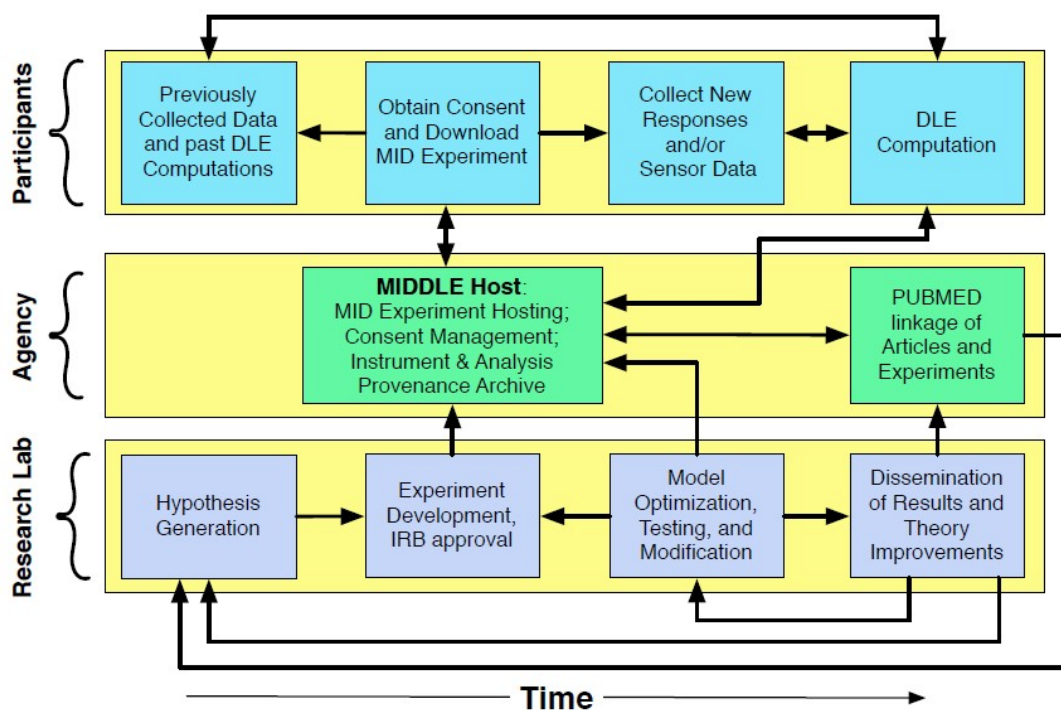 Participants
Previously
Collected Data
and past DLE
Computations
Obtain Consent
and Download
MID Experiment
Collect New
Responses
and/or
Sensor Data
DLE
Computation
Agency
MIDDLE Host:
MID Experiment Hosting;
Consent Management;
Instrument & Analysis
Provenance Archive
PUBMED
linkage of
Articles and
Experiments
Research Lab
Hypothesis
Generation
Experiment
Development,
IRB approval
Model
Optimization,
Testing, and
Modification
Dissemination
of Results and
Theory
Improvements
Time